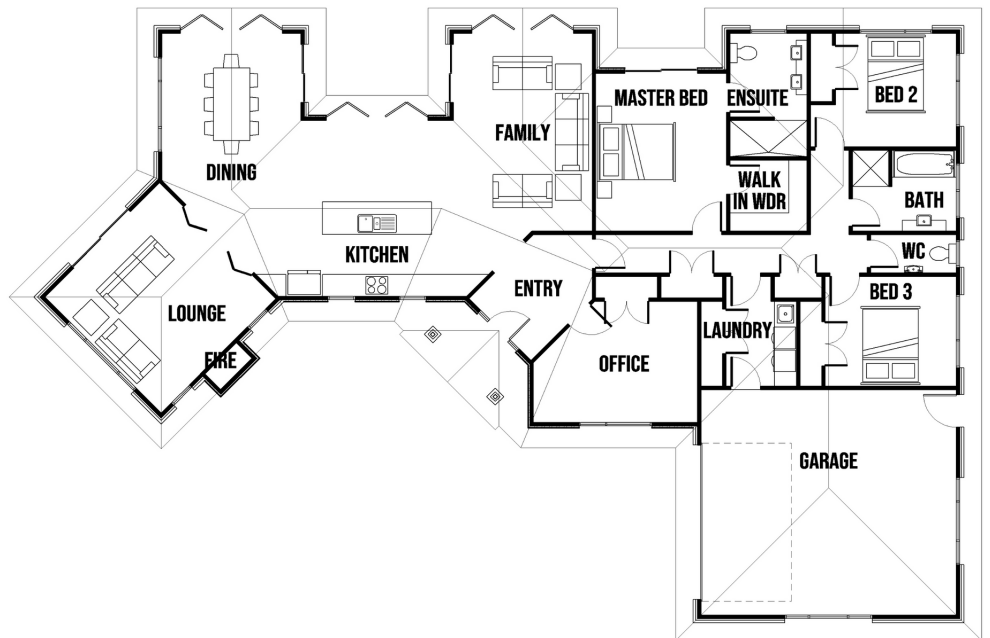 MASTER BED
ENSUITE
BED 2
FAMILY
DINING
WALK
IN WDR
BATH
KITCHEN
WC
ENTRY
BED 3
LOUNGE
LAUNDRY
FIRE
OFFICE
GARAGE